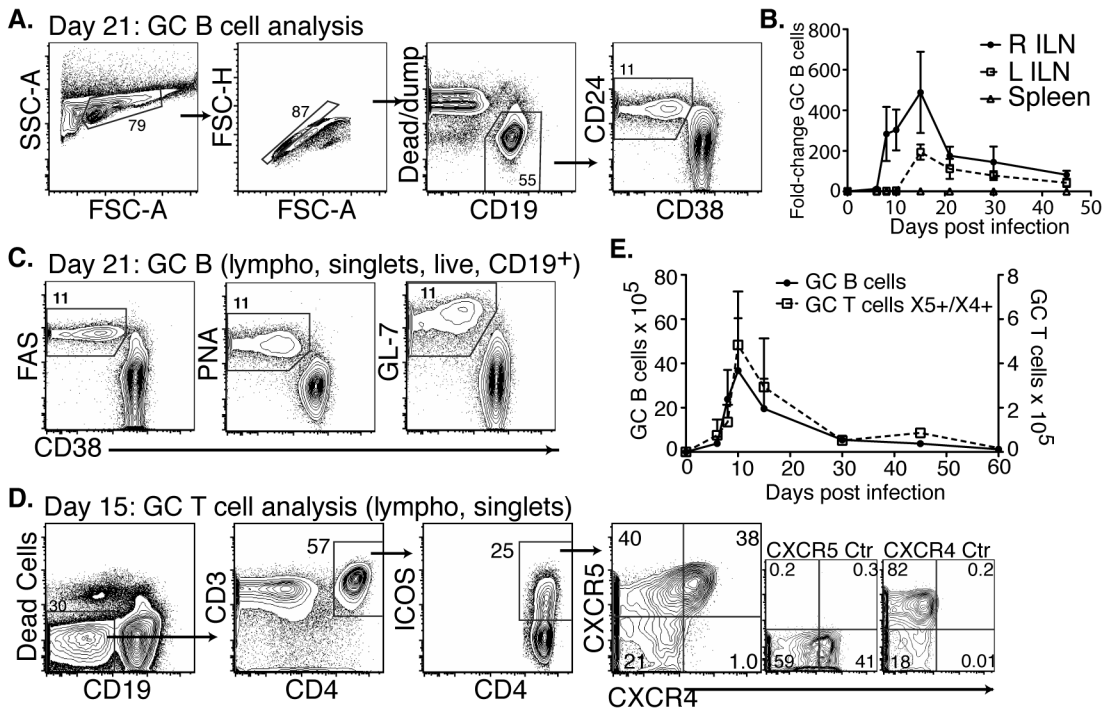 A. Day 21: GC B cell analysis
SSC-A
79
FSC-A
FSC-H
87
FSC-A
Dead/dump
55
CD19
CD24
11
CD38
B.
Fold-change GC B cells
800
600
400
200
0
0 10 20 30 40 50
Days post infection
R ILN
L ILN
Spleen
C. Day 21: GC B (lympho, singlets, live, CD19+)
FAS
11
PNA
11
GL-7
11
CD38
E.
GC B cells x 10⁵
80
60
40
20
0
GC B cells
GC T cells X5+/X4+
8
6
4
2
0
GC T cells x 10⁵
0 10 20 30 40 50 60
Days post infection
D. Day 15: GC T cell analysis (lympho, singlets)
Dead Cells
30
CD19
CD3
57
CD4
ICOS
25
CD4
CXCR5
40 38
21 1.0
CXCR4
CXCR5 Ctr
0.2 0.3
59 41
CXCR4 Ctr
82 0.2
18 0.01